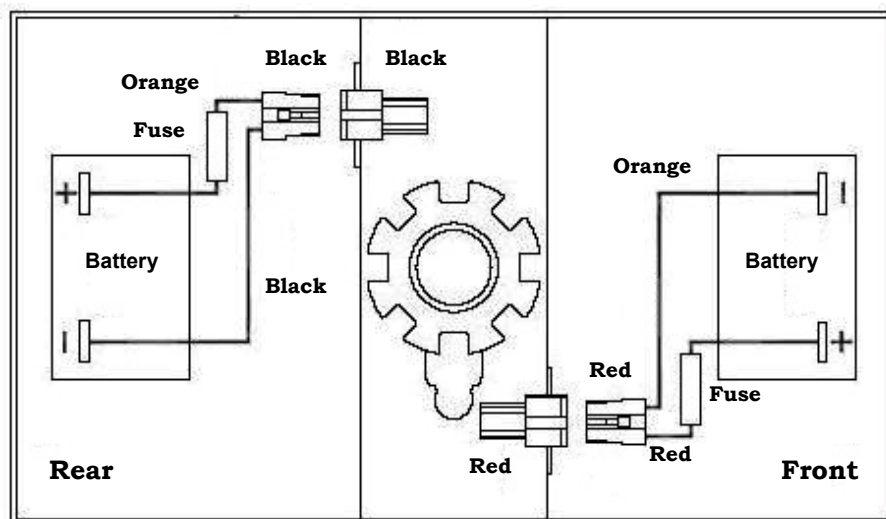 Black
Black
Orange
Fuse
Orange
+
-
Battery
Battery
Black
-
+
Red
Fuse
Red
Red
Rear
Front